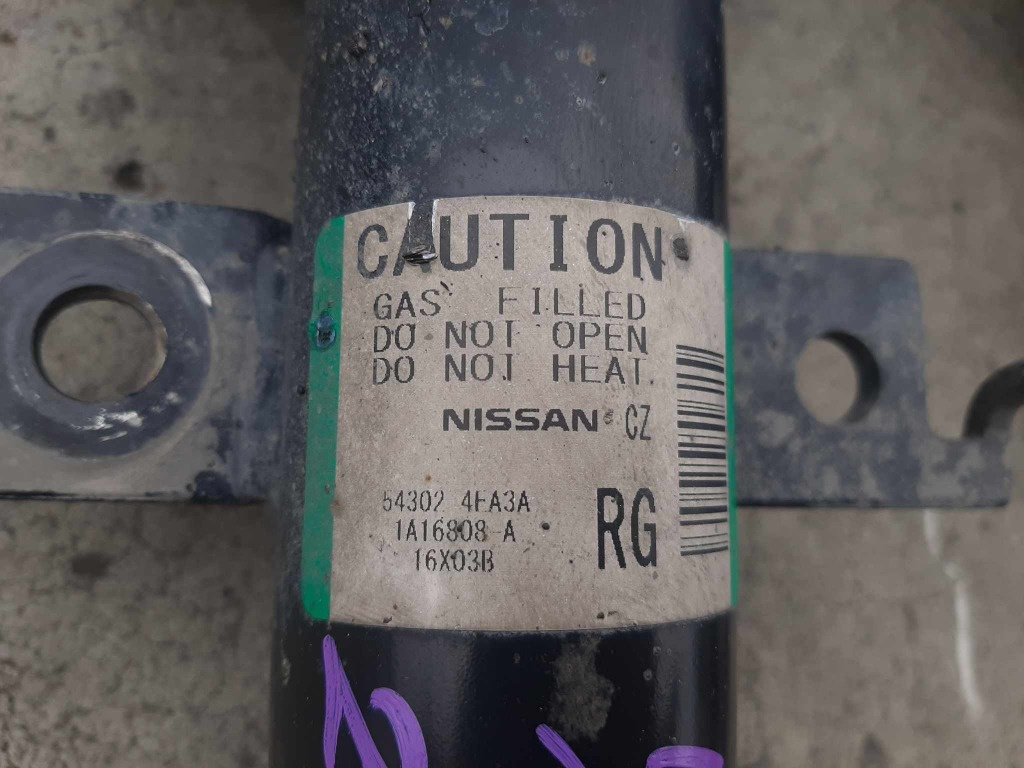 CAUTION
GAS FILLED
DO NOT OPEN
DO NOT HEAT.
NISSAN CZ
54302 4FA3A
1A16808-A
16X03B
RG